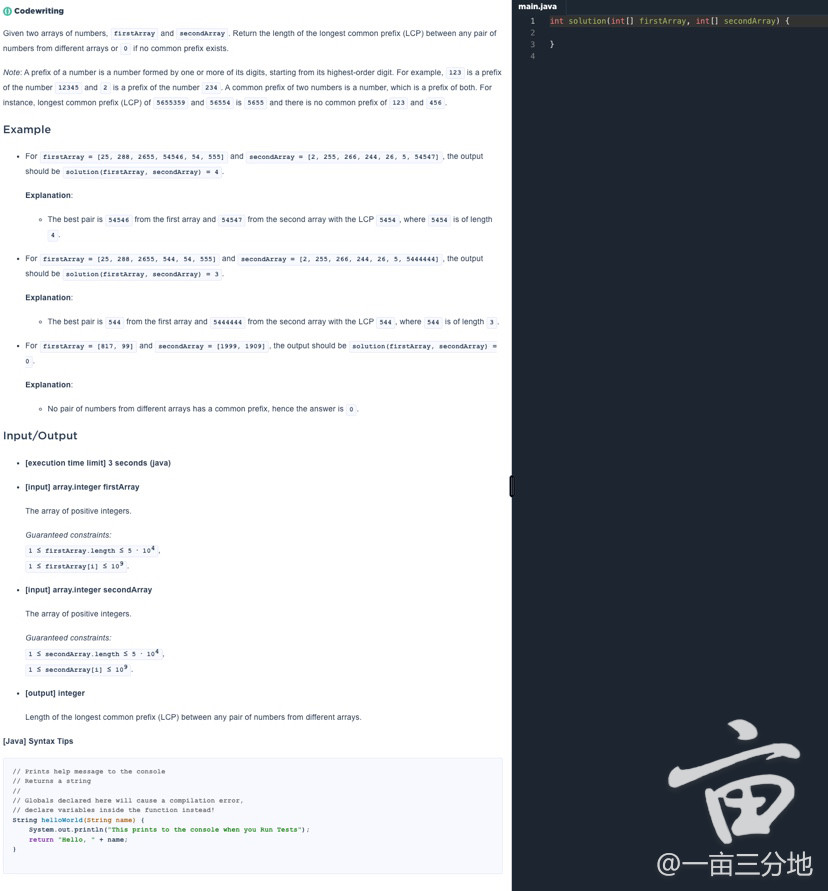 Codewriting
Given two arrays of numbers, firstArray and secondArray. Return the length of the longest common prefix (LCP) between any pair of
numbers from different arrays or 0 if no common prefix exists.
Note: A prefix of a number is a number formed by one or more of its digits, starting from its highest-order digit. For example, 123 is a prefix
of the number 12345 and 2 is a prefix of the number 234. A common prefix of two numbers is a number, which is a prefix of both. For
instance, longest common prefix (LCP) of 5655359 and 56554 is 5655 and there is no common prefix of 123 and 456.
Example
• For firstArray = [25, 288, 2655, 54546, 54, 555] and secondArray = [2, 255, 266, 244, 26, 5, 54547], the output
should be solution(firstArray, secondArray) = 4.
Explanation:
◦ The best pair is 54546 from the first array and 54547 from the second array with the LCP 5454, where 5454 is of length
4.
• For firstArray = [25, 288, 2655, 544, 54, 555] and secondArray = [2, 255, 266, 244, 26, 5, 5444444], the output
should be solution(firstArray, secondArray) = 3.
Explanation:
◦ The best pair is 544 from the first array and 5444444 from the second array with the LCP 544, where 544 is of length 3.
• For firstArray = [817, 99] and secondArray = [1999, 1909], the output should be solution(firstArray, secondArray) =
0.
Explanation:
◦ No pair of numbers from different arrays has a common prefix, hence the answer is 0.
Input/Output
• [execution time limit] 3 seconds (java)
• [input] array.integer firstArray
The array of positive integers.
Guaranteed constraints:
1 ≤ firstArray.length ≤ 5 · 10⁴,
1 ≤ firstArray[i] ≤ 10⁹.
• [input] array.integer secondArray
The array of positive integers.
Guaranteed constraints:
1 ≤ secondArray.length ≤ 5 · 10⁴,
1 ≤ secondArray[i] ≤ 10⁹.
• [output] integer
Length of the longest common prefix (LCP) between any pair of numbers from different arrays.
[Java] Syntax Tips
// Prints help message to the console
// Returns a string
//
// Globals declared here will cause a compilation error,
// declare variables inside the function instead!
String helloWorld(String name) {
    System.out.println("This prints to the console when you Run Tests");
    return "Hello, " + name;
}
main.java
1 int solution(int[] firstArray, int[] secondArray) {
2
3 }
4
亩
@一亩三分地